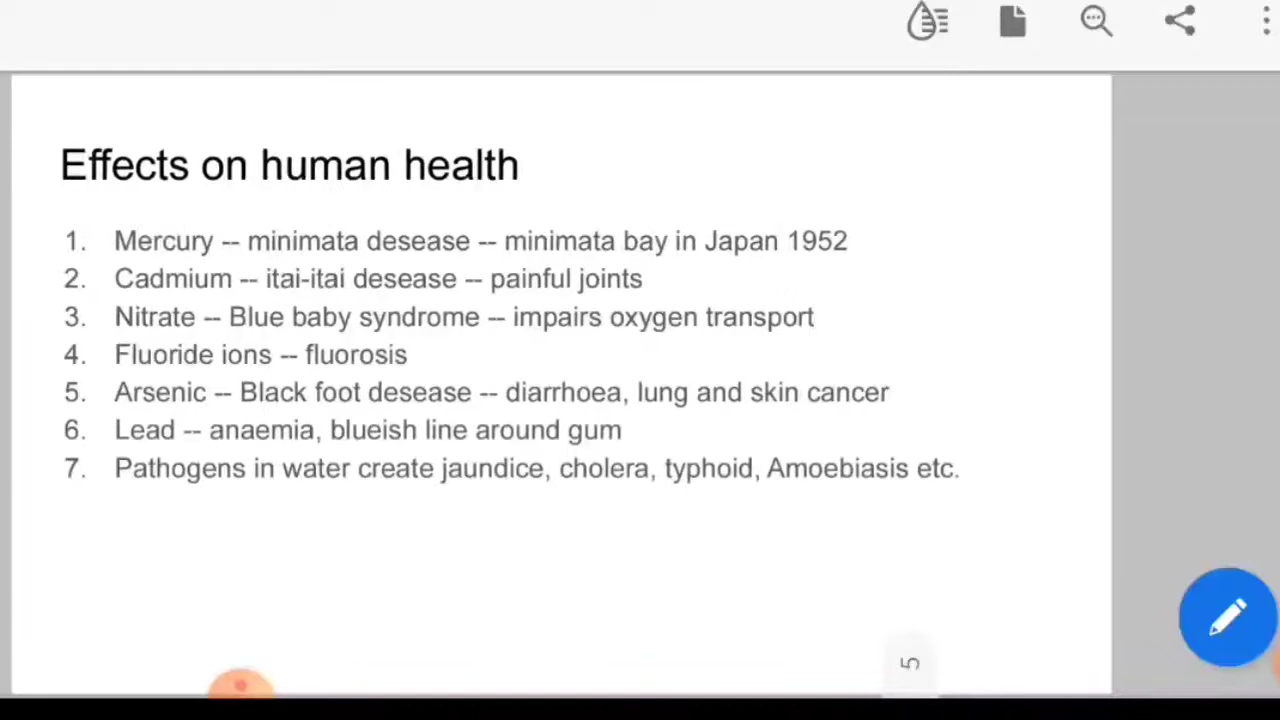 Effects on human health
1. Mercury -- minimata desease -- minimata bay in Japan 1952
2. Cadmium -- itai-itai desease -- painful joints
3. Nitrate -- Blue baby syndrome -- impairs oxygen transport
4. Fluoride ions -- fluorosis
5. Arsenic -- Black foot desease -- diarrhoea, lung and skin cancer
6. Lead -- anaemia, blueish line around gum
7. Pathogens in water create jaundice, cholera, typhoid, Amoebiasis etc.
5